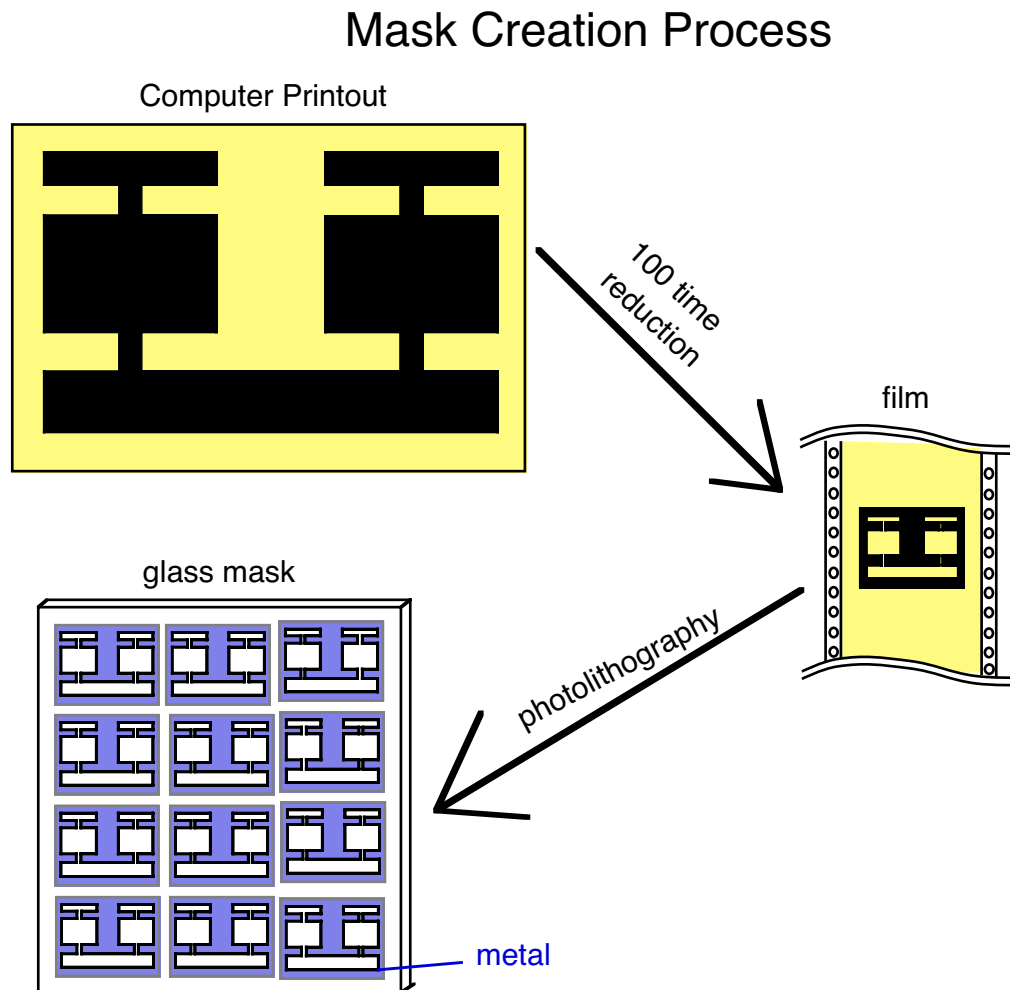 Mask Creation Process
Computer Printout
100 time
reduction
film
glass mask
photolithography
metal